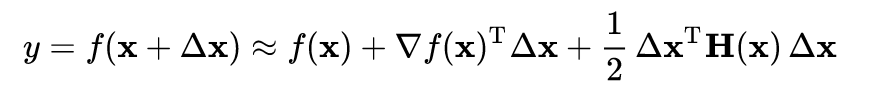 y = f(x + Δx) ≈ f(x) + ∇f(x)ᵀ Δx + 1/2 Δxᵀ H(x) Δx